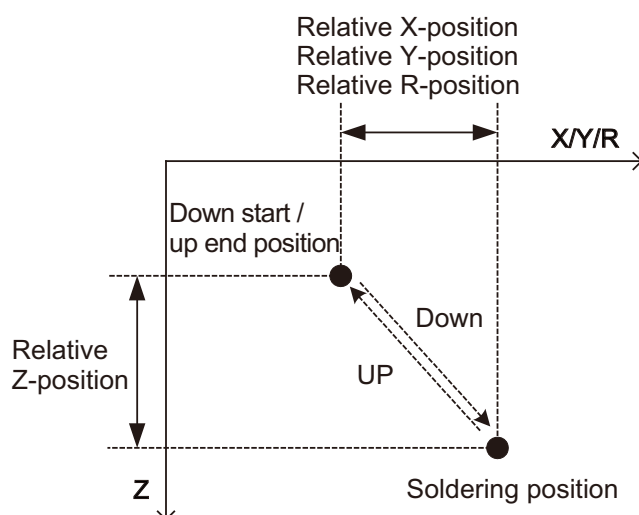 Relative X-position
Relative Y-position
Relative R-position
X/Y/R
Down start /
up end position
Down
Relative
Z-position
UP
Z
Soldering position